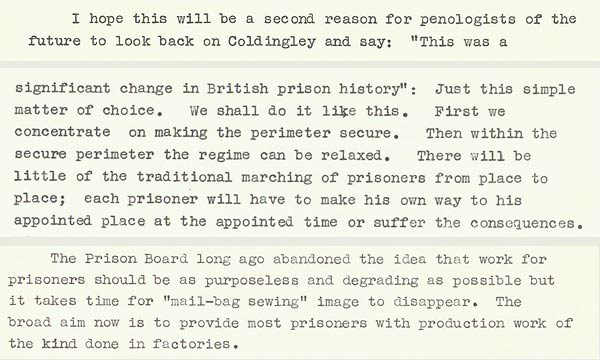 I hope this will be a second reason for penologists of the
future to look back on Coldingley and say: "This was a
significant change in British prison history": Just this simple
matter of choice. We shall do it like this. First we
concentrate on making the perimeter secure. Then within the
secure perimeter the regime can be relaxed. There will be
little of the traditional marching of prisoners from place to
place; each prisoner will have to make his own way to his
appointed place at the appointed time or suffer the consequences.
The Prison Board long ago abandoned the idea that work for
prisoners should be as purposeless and degrading as possible but
it takes time for "mail-bag sewing" image to disappear. The
broad aim now is to provide most prisoners with production work of
the kind done in factories.